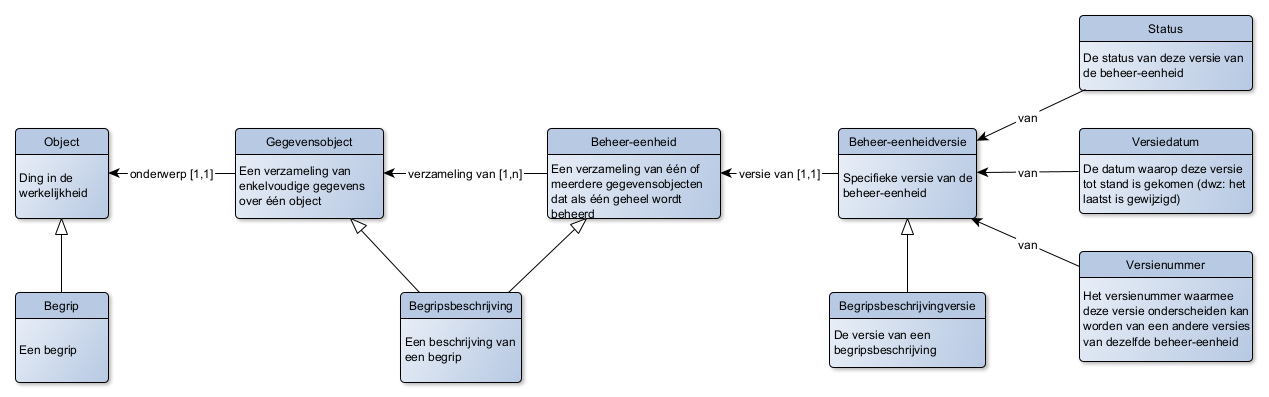 Status
De status van deze versie van
de beheer-eenheid
van
Object
Ding in de
werkelijkheid
onderwerp [1,1]
Gegevensobject
Een verzameling van
enkelvoudige gegevens
over één object
verzameling van [1,n]
Beheer-eenheid
Een verzameling van één of
meerdere gegevensobjecten
dat als één geheel wordt
beheerd
versie van [1,1]
Beheer-eenheidversie
Specifieke versie van de
beheer-eenheid
van
Versiedatum
De datum waarop deze versie
tot stand is gekomen (dwz: het
laatst is gewijzigd)
van
Versienummer
Het versienummer waarmee
deze versie onderscheiden kan
worden van een andere versies
van dezelfde beheer-eenheid
Begrip
Een begrip
Begripsbeschrijving
Een beschrijving van
een begrip
Begripsbeschrijvingversie
De versie van een
begripsbeschrijving